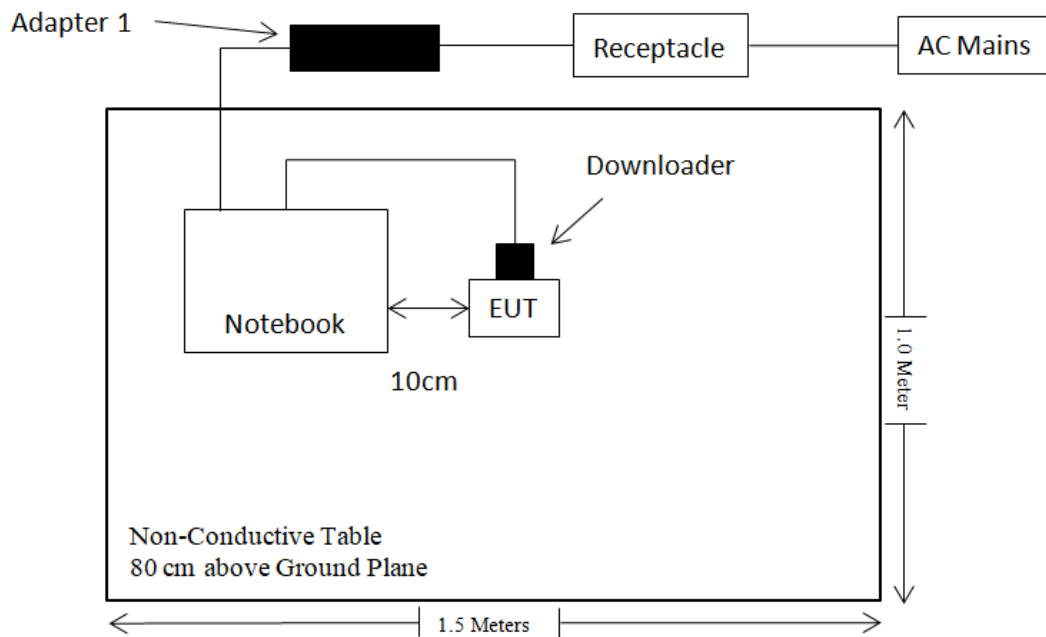 Adapter 1
Receptacle
AC Mains
Downloader
Notebook
EUT
10cm
1.0 Meter
Non-Conductive Table
80 cm above Ground Plane
1.5 Meters